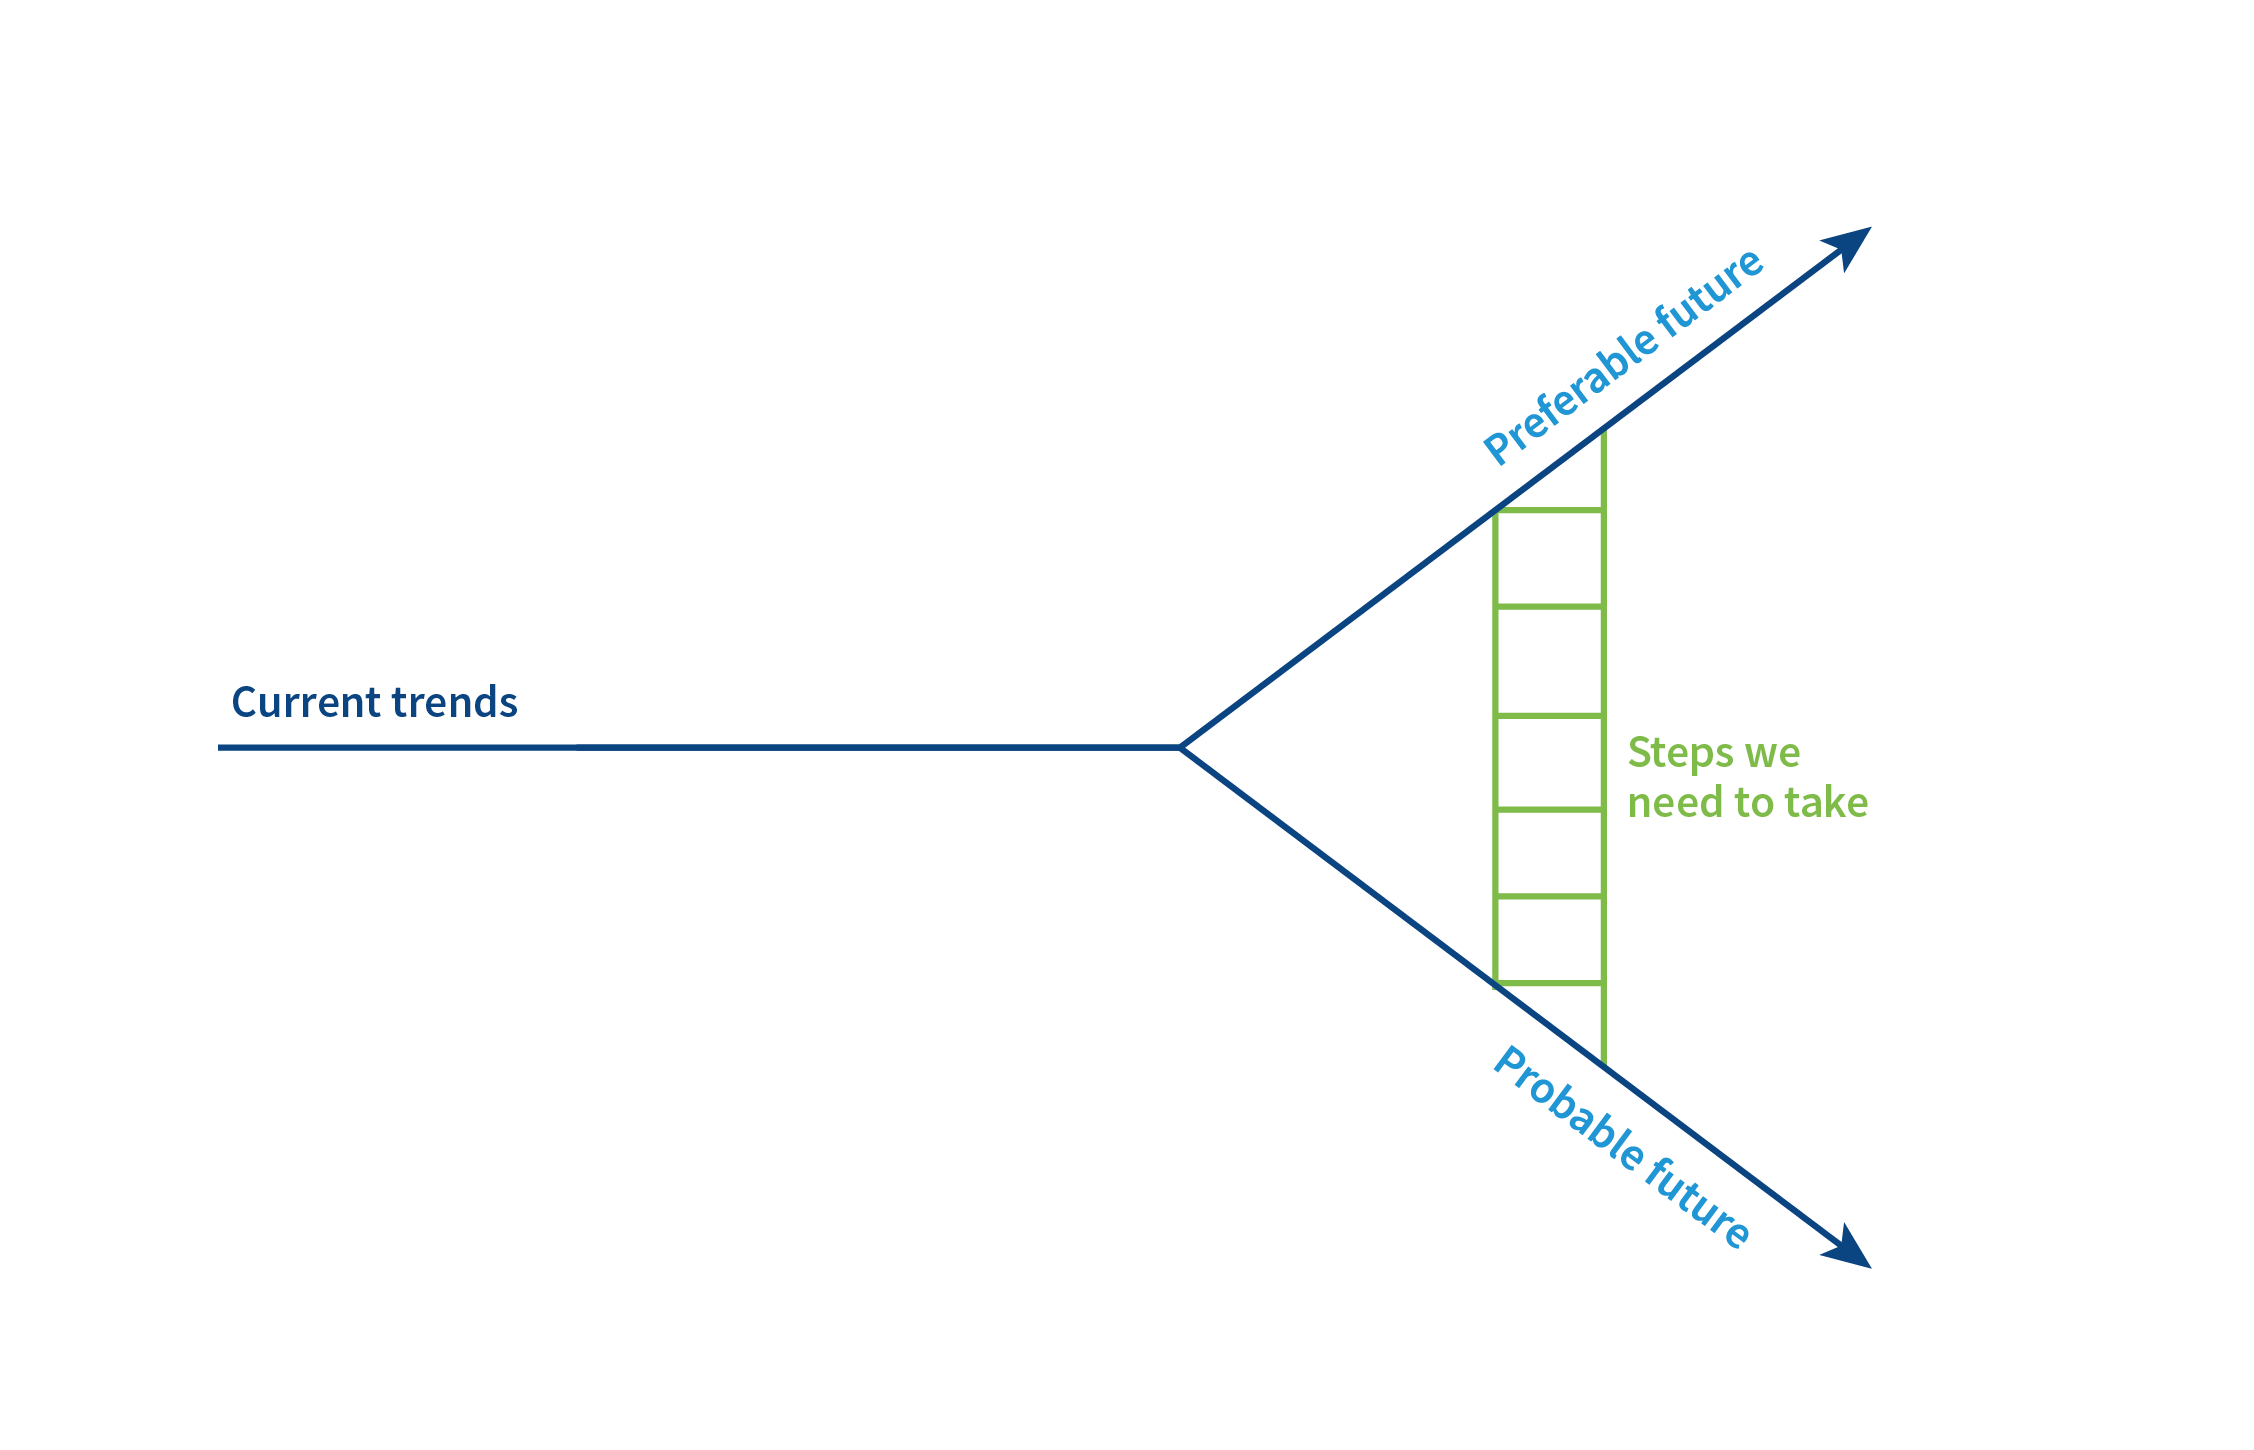 Preferable future
Current trends
Steps we
need to take
Probable future